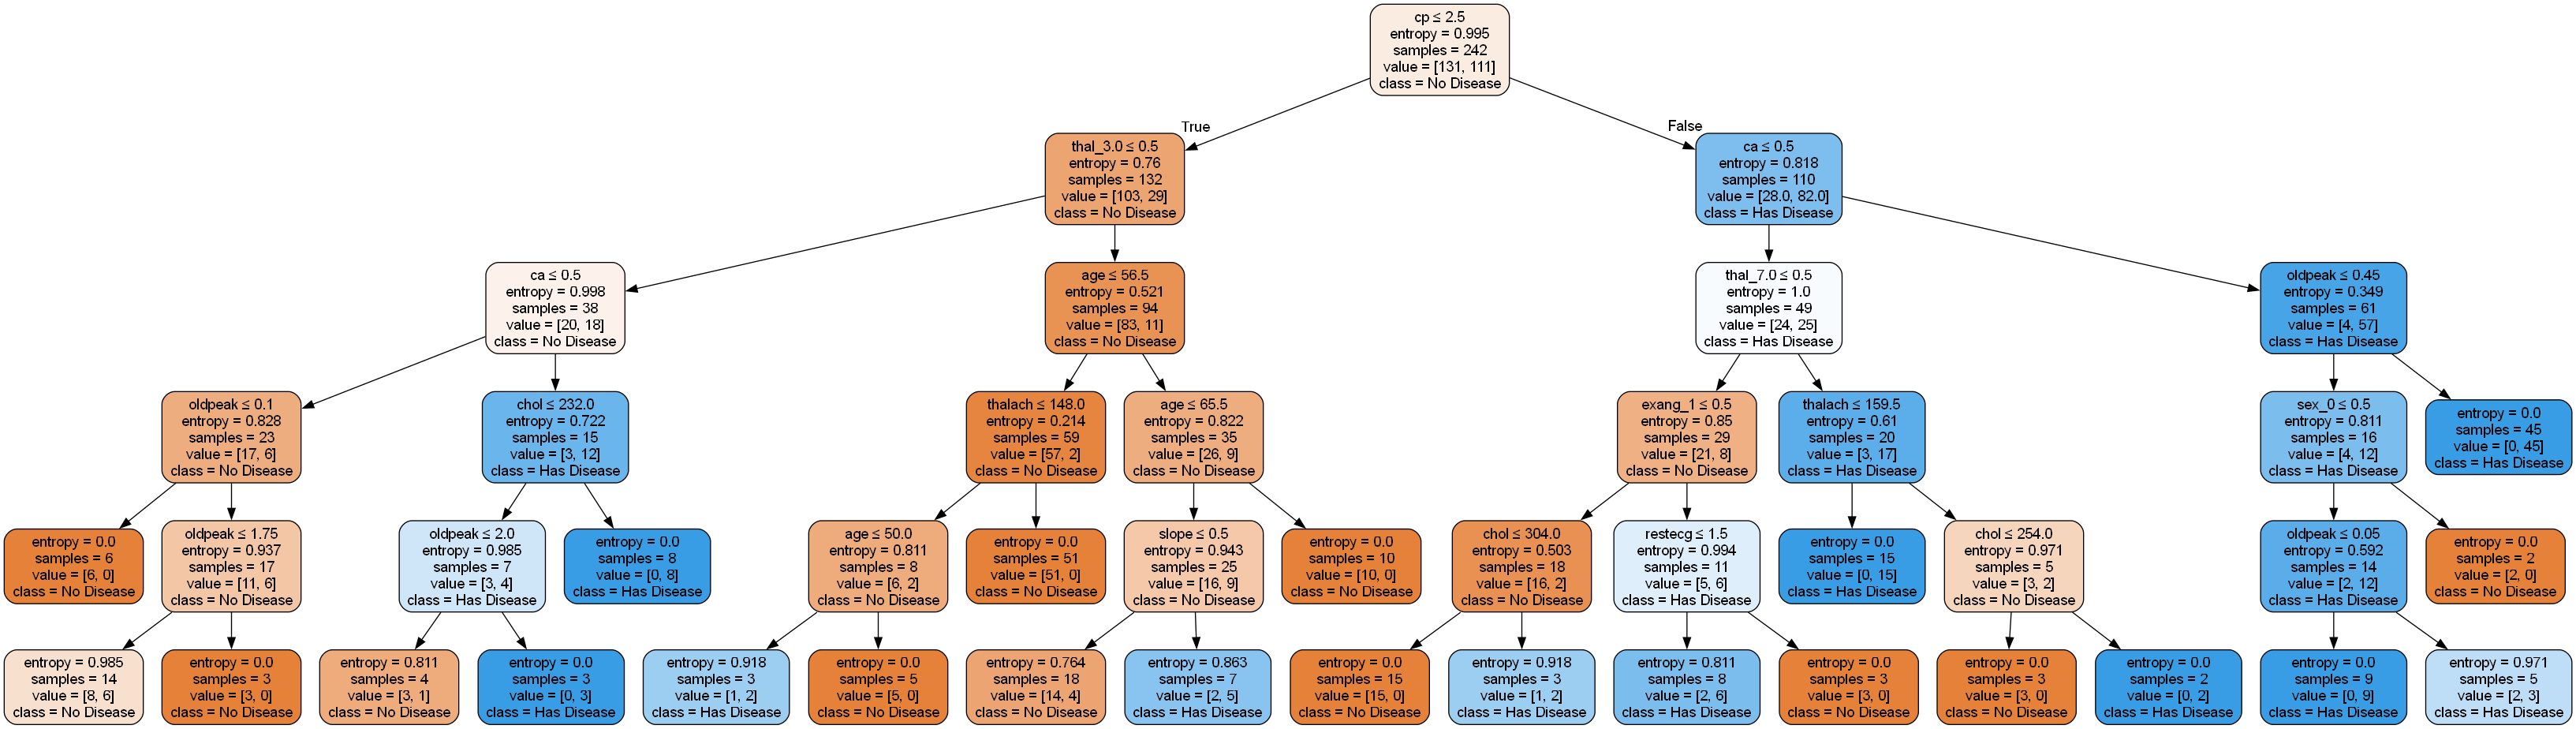 cp ≤ 2.5
entropy = 0.995
samples = 242
value = [131, 111]
class = No Disease
True
False
thal_3.0 ≤ 0.5
entropy = 0.76
samples = 132
value = [103, 29]
class = No Disease
ca ≤ 0.5
entropy = 0.818
samples = 110
value = [28.0, 82.0]
class = Has Disease
ca ≤ 0.5
entropy = 0.998
samples = 38
value = [20, 18]
class = No Disease
age ≤ 56.5
entropy = 0.521
samples = 94
value = [83, 11]
class = No Disease
thal_7.0 ≤ 0.5
entropy = 1.0
samples = 49
value = [24, 25]
class = Has Disease
oldpeak ≤ 0.45
entropy = 0.349
samples = 61
value = [4, 57]
class = Has Disease
oldpeak ≤ 0.1
entropy = 0.828
samples = 23
value = [17, 6]
class = No Disease
chol ≤ 232.0
entropy = 0.722
samples = 15
value = [3, 12]
class = Has Disease
thalach ≤ 148.0
entropy = 0.214
samples = 59
value = [57, 2]
class = No Disease
age ≤ 65.5
entropy = 0.822
samples = 35
value = [26, 9]
class = No Disease
exang_1 ≤ 0.5
entropy = 0.85
samples = 29
value = [21, 8]
class = No Disease
thalach ≤ 159.5
entropy = 0.61
samples = 20
value = [3, 17]
class = Has Disease
sex_0 ≤ 0.5
entropy = 0.811
samples = 16
value = [4, 12]
class = Has Disease
entropy = 0.0
samples = 45
value = [0, 45]
class = Has Disease
entropy = 0.0
samples = 6
value = [6, 0]
class = No Disease
oldpeak ≤ 1.75
entropy = 0.937
samples = 17
value = [11, 6]
class = No Disease
oldpeak ≤ 2.0
entropy = 0.985
samples = 7
value = [3, 4]
class = Has Disease
entropy = 0.0
samples = 8
value = [0, 8]
class = Has Disease
age ≤ 50.0
entropy = 0.811
samples = 8
value = [6, 2]
class = No Disease
entropy = 0.0
samples = 51
value = [51, 0]
class = No Disease
slope ≤ 0.5
entropy = 0.943
samples = 25
value = [16, 9]
class = No Disease
entropy = 0.0
samples = 10
value = [10, 0]
class = No Disease
chol ≤ 304.0
entropy = 0.503
samples = 18
value = [16, 2]
class = No Disease
restecg ≤ 1.5
entropy = 0.994
samples = 11
value = [5, 6]
class = Has Disease
entropy = 0.0
samples = 15
value = [0, 15]
class = Has Disease
chol ≤ 254.0
entropy = 0.971
samples = 5
value = [3, 2]
class = No Disease
oldpeak ≤ 0.05
entropy = 0.592
samples = 14
value = [2, 12]
class = Has Disease
entropy = 0.0
samples = 2
value = [2, 0]
class = No Disease
entropy = 0.985
samples = 14
value = [8, 6]
class = No Disease
entropy = 0.0
samples = 3
value = [3, 0]
class = No Disease
entropy = 0.811
samples = 4
value = [3, 1]
class = No Disease
entropy = 0.0
samples = 3
value = [0, 3]
class = Has Disease
entropy = 0.918
samples = 3
value = [1, 2]
class = Has Disease
entropy = 0.0
samples = 5
value = [5, 0]
class = No Disease
entropy = 0.764
samples = 18
value = [14, 4]
class = No Disease
entropy = 0.863
samples = 7
value = [2, 5]
class = Has Disease
entropy = 0.0
samples = 15
value = [15, 0]
class = No Disease
entropy = 0.918
samples = 3
value = [1, 2]
class = Has Disease
entropy = 0.811
samples = 8
value = [2, 6]
class = Has Disease
entropy = 0.0
samples = 3
value = [3, 0]
class = No Disease
entropy = 0.0
samples = 3
value = [3, 0]
class = No Disease
entropy = 0.0
samples = 2
value = [0, 2]
class = Has Disease
entropy = 0.0
samples = 9
value = [0, 9]
class = Has Disease
entropy = 0.971
samples = 5
value = [2, 3]
class = Has Disease